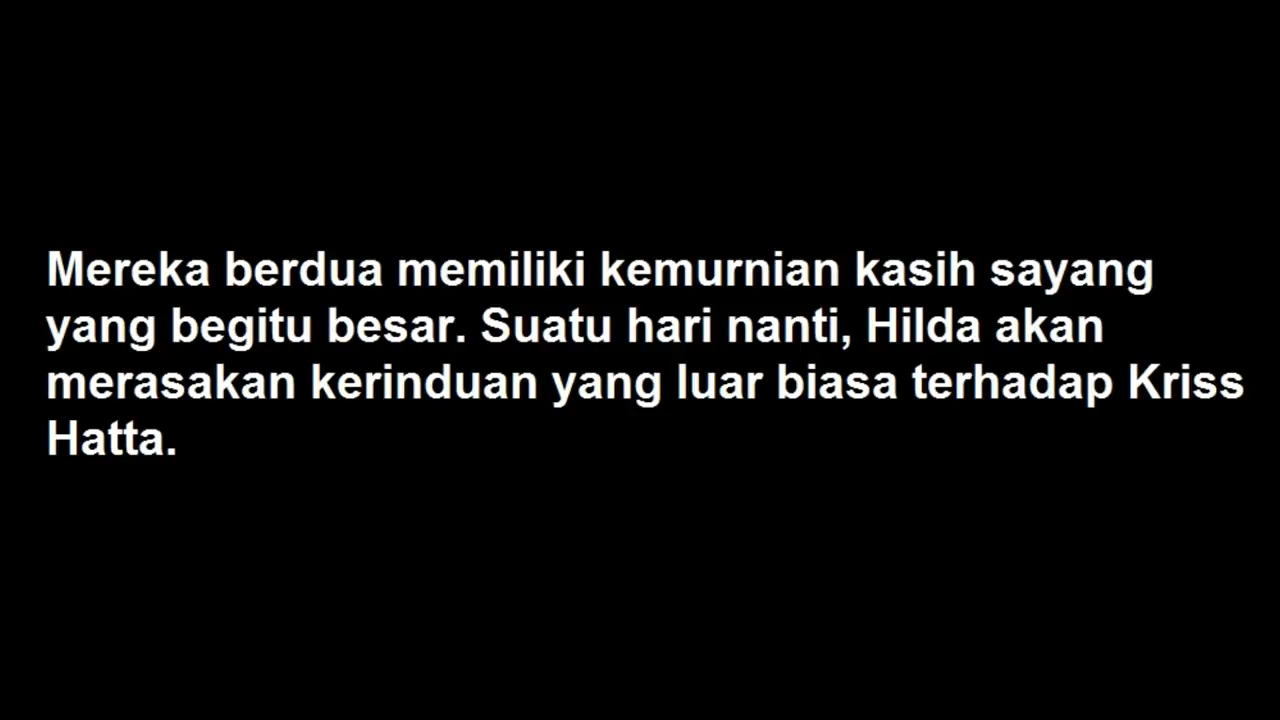 Mereka berdua memiliki kemurnian kasih sayang
yang begitu besar. Suatu hari nanti, Hilda akan
merasakan kerinduan yang luar biasa terhadap Kriss
Hatta.